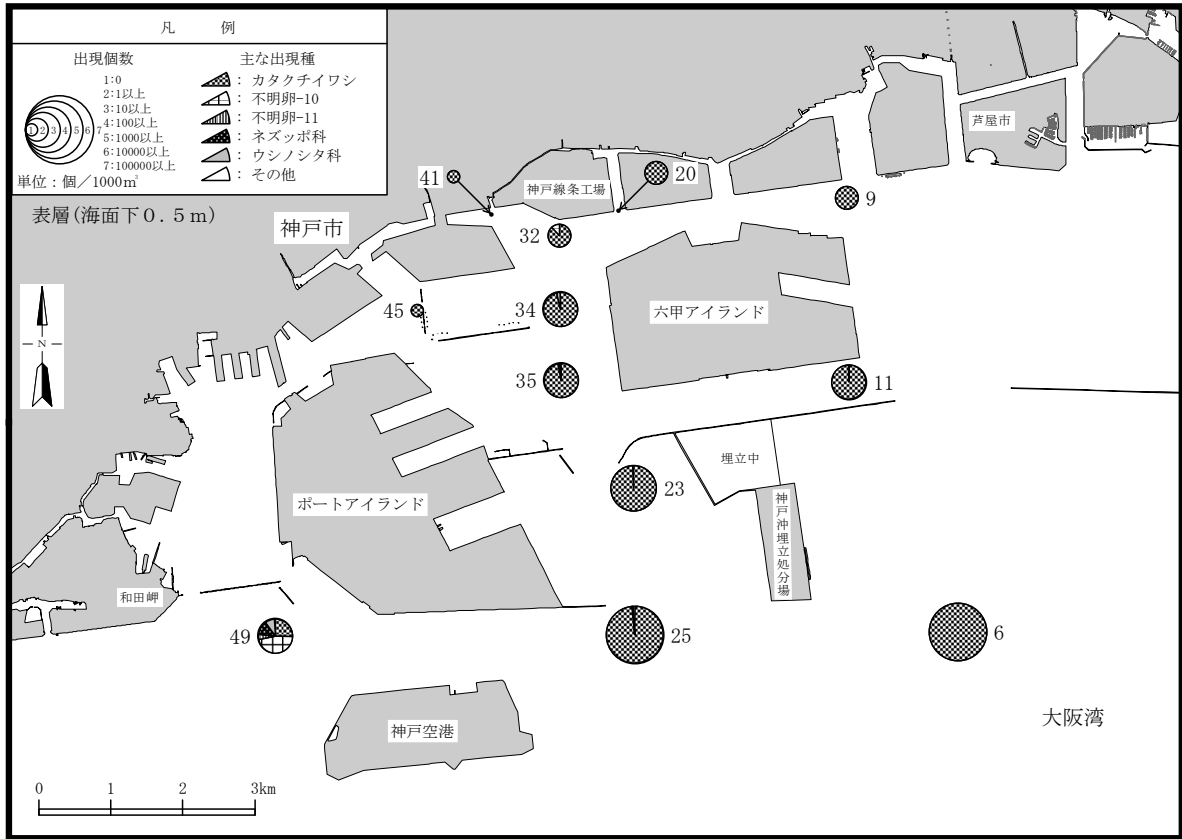 凡　　　例
出現個数
1:0
2:1以上
3:10以上
4:100以上
5:1000以上
6:10000以上
7:100000以上
1 2 3 4 5 6 7
単位：個／1000m³
主な出現種
：カタクチイワシ
：不明卵-10
：不明卵-11
：ネズッポ科
：ウシノシタ科
：その他
表層(海面下0.5m)
神戸市
芦屋市
神戸線条工場
41
20
9
32
45
34
六甲アイランド
N
35
11
埋立中
23
ポートアイランド
神戸沖埋立処分場
和田岬
49
25
6
神戸空港
大阪湾
0 1 2 3km